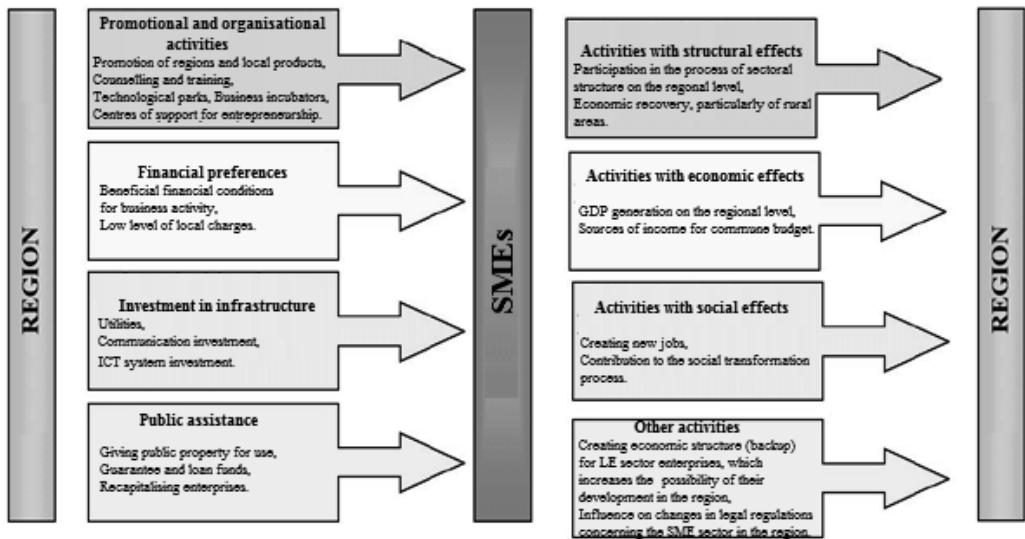 REGION
Promotional and organisational
activities
Promotion of regions and local products,
Counselling and training,
Technological parks, Business incubators,
Centres of support for entrepreneurship.
Financial preferences
Beneficial financial conditions
for business activity,
Low level of local charges.
Investment in infrastructure
Utilities,
Communication investment,
ICT system investment.
Public assistance
Giving public property for use,
Guarantee and loan funds,
Recapitalising enterprises.
SMEs
Activities with structural effects
Participation in the process of sectoral
structure on the regional level,
Economic recovery, particularly of rural
areas.
Activities with economic effects
GDP generation on the regional level,
Sources of income for commune budget.
Activities with social effects
Creating new jobs,
Contribution to the social transformation
process.
Other activities
Creating economic structure (backup)
for LE sector enterprises, which
increases the possibility of their
development in the region,
Influence on changes in legal regulations
concerning the SME sector in the region.
REGION